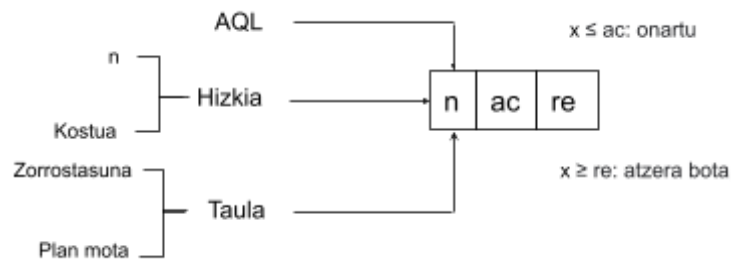 AQL
x ≤ ac: onartu
n
Hizkia
n ac re
Kostua
Zorrostasuna
x ≥ re: atzera bota
Taula
Plan mota